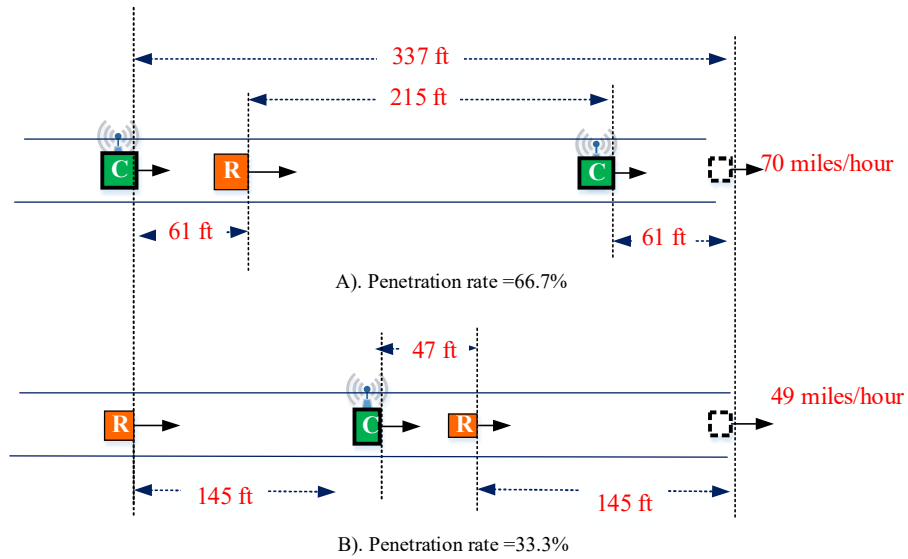 337 ft
215 ft
C R C 70 miles/hour
61 ft 61 ft
A). Penetration rate =66.7%
47 ft
49 miles/hour
R C R
145 ft 145 ft
B). Penetration rate =33.3%